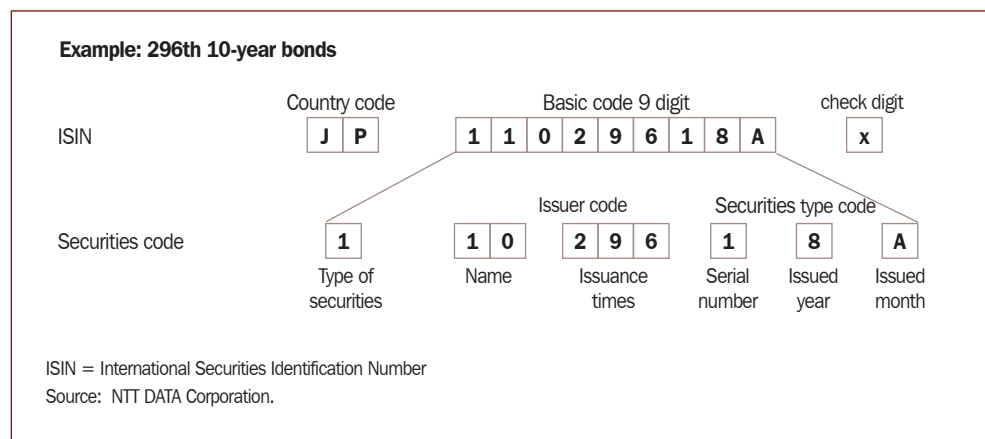 Example: 296th 10-year bonds
Country code Basic code 9 digit check digit
ISIN J P 1 1 0 2 9 6 1 8 A x
Issuer code Securities type code
Securities code 1 1 0 2 9 6 1 8 A
Type of Name Issuance Serial Issued Issued
securities times number year month
ISIN = International Securities Identification Number
Source: NTT DATA Corporation.